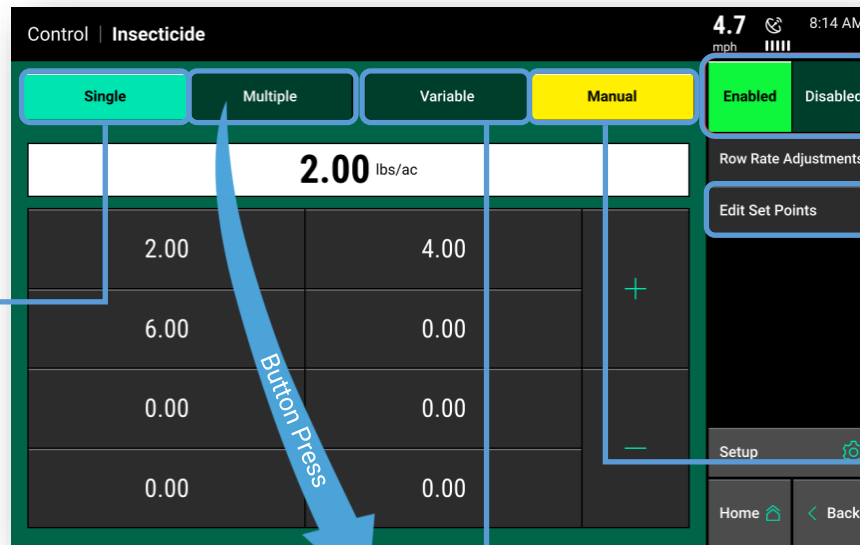 Control | Insecticide
4.7 mph
8:14 AM
Single
Multiple
Variable
Manual
Enabled
Disabled
2.00 lbs/ac
Row Rate Adjustments
Edit Set Points
2.00
4.00
+
6.00
0.00
0.00
0.00
0.00
0.00
—
Button Press
Setup
Home
< Back